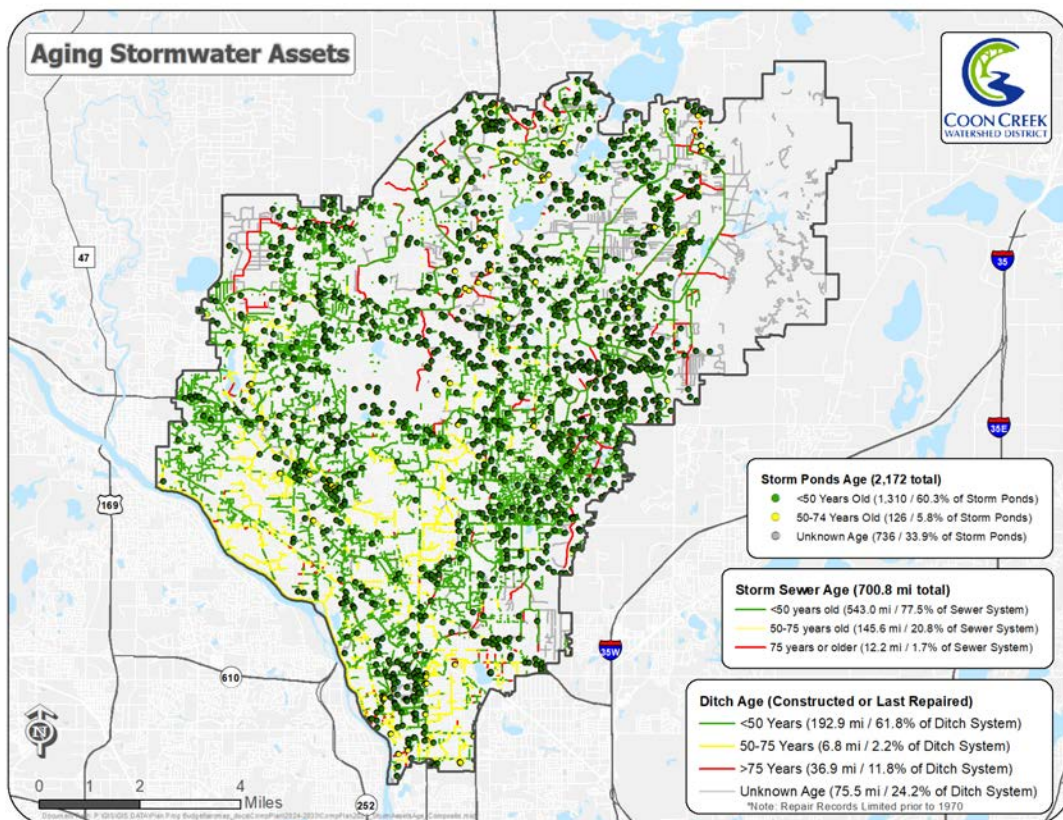 Aging Stormwater Assets
COON CREEK
WATERSHED DISTRICT
47
35
35E
169
Storm Ponds Age (2,172 total)
<50 Years Old (1,310 / 60.3% of Storm Ponds)
50-74 Years Old (126 / 5.8% of Storm Ponds)
Unknown Age (736 / 33.9% of Storm Ponds)
Storm Sewer Age (700.8 mi total)
<50 years old (543.0 mi / 77.5% of Sewer System)
50-75 years old (145.6 mi / 20.8% of Sewer System)
75 years or older (12.2 mi / 1.7% of Sewer System)
35W
610
Ditch Age (Constructed or Last Repaired)
<50 Years (192.9 mi / 61.8% of Ditch System)
50-75 Years (6.8 mi / 2.2% of Ditch System)
>75 Years (36.9 mi / 11.8% of Ditch System)
Unknown Age (75.5 mi / 24.2% of Ditch System)
*Note: Repair Records Limited prior to 1970
N
0 1 2 4
Miles
252